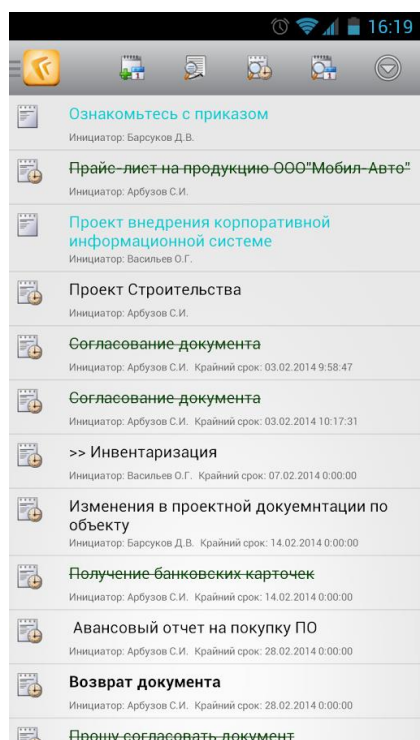 16:19
Ознакомьтесь с приказом
Инициатор: Барсуков Д.В.
Прайс-лист на продукцию ООО"Мобил-Авто"
Инициатор: Арбузов С.И.
Проект внедрения корпоративной
информационной системе
Инициатор: Васильев О.Г.
Проект Строительства
Инициатор: Арбузов С.И.
Согласование документа
Инициатор: Арбузов С.И. Крайний срок: 03.02.2014 9:58:47
Согласование документа
Инициатор: Арбузов С.И. Крайний срок: 03.02.2014 10:17:31
>> Инвентаризация
Инициатор: Васильев О.Г. Крайний срок: 07.02.2014 0:00:00
Изменения в проектной докуемнтации по
объекту
Инициатор: Барсуков Д.В. Крайний срок: 14.02.2014 0:00:00
Получение банковских карточек
Инициатор: Арбузов С.И. Крайний срок: 14.02.2014 0:00:00
Авансовый отчет на покупку ПО
Инициатор: Арбузов С.И. Крайний срок: 28.02.2014 0:00:00
Возврат документа
Инициатор: Арбузов С.И. Крайний срок: 28.02.2014 0:00:00
Прошу согласовать документ